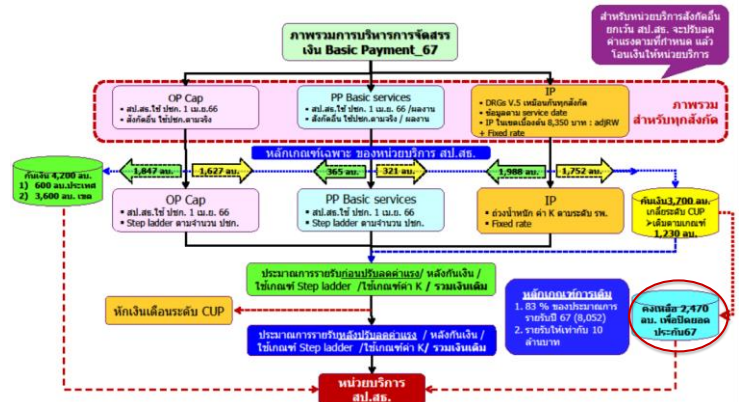 ภาพรวมการบริหารการจัดสรร
เงิน Basic Payment_67
สำหรับหน่วยบริการสังกัดอื่น
ยกเว้น สป.สธ. จะปรับลด
ค่าแรงตามที่กำหนด แล้ว
โอนเงินให้หน่วยบริการ
OP Cap
▪ สป.สธ.ใช้ ปชก. 1 เม.ย.66
▪ สังกัดอื่น ใช้ปชก.ตามจริง
PP Basic services
▪ สป.สธ.ใช้ ปชก. 1 เม.ย. 66 /ผลงาน
▪ สังกัดอื่น ใช้ปชก.ตามจริง / ผลงาน
IP
▪ DRGs V.5 เหมือนกันทุกสังกัด
▪ ข้อมูลตาม service date
▪ IP ในเขตเบื้องต้น 8,350 บาท : adjRW
+ Fixed rate
ภาพรวม
สำหรับทุกสังกัด
หลักเกณฑ์เฉพาะ ของหน่วยบริการ สป.สธ.
กันเงิน 4,200 ลบ.
1) 600 ลบ.ประเทศ
2) 3,600 ลบ. เขต
1,847 ลบ.
1,627 ลบ.
365 ลบ.
321 ลบ.
1,988 ลบ.
1,752 ลบ.
OP Cap
▪ สป.สธ.ใช้ ปชก. 1 เม.ย. 66
▪ Step ladder ตามจำนวน ปชก.
PP Basic services
▪ สป.สธ.ใช้ ปชก. 1 เม.ย. 66
▪ Step ladder ตามจำนวน ปชก.
IP
▪ ถ่วงน้ำหนัก ค่า K ตามระดับ รพ.
▪ Fixed rate
กันเงิน3,700 ลบ.
เกลี่ยระดับ CUP
➢เติมตามเกณฑ์
1,230 ลบ.
ประมาณการรายรับก่อนปรับลดค่าแรง/ หลังกันเงิน /
ใช้เกณฑ์ Step ladder /ใช้เกณฑ์ค่า K / รวมเงินเติม
หักเงินเดือนระดับ CUP
หลักเกณฑ์การเติม
1. 83 % ของประมาณการ
รายรับปี 67 (8,052)
2. รายรับให้เท่ากับ 10
ล้านบาท
คงเหลือ 2,470
ลบ. เพื่อปิดยอด
ประกัน67
ประมาณการรายรับหลังปรับลดค่าแรง / หลังกันเงิน /
ใช้เกณฑ์ Step ladder /ใช้เกณฑ์ค่า K/ รวมเงินเติม
หน่วยบริการ
สป.สธ.